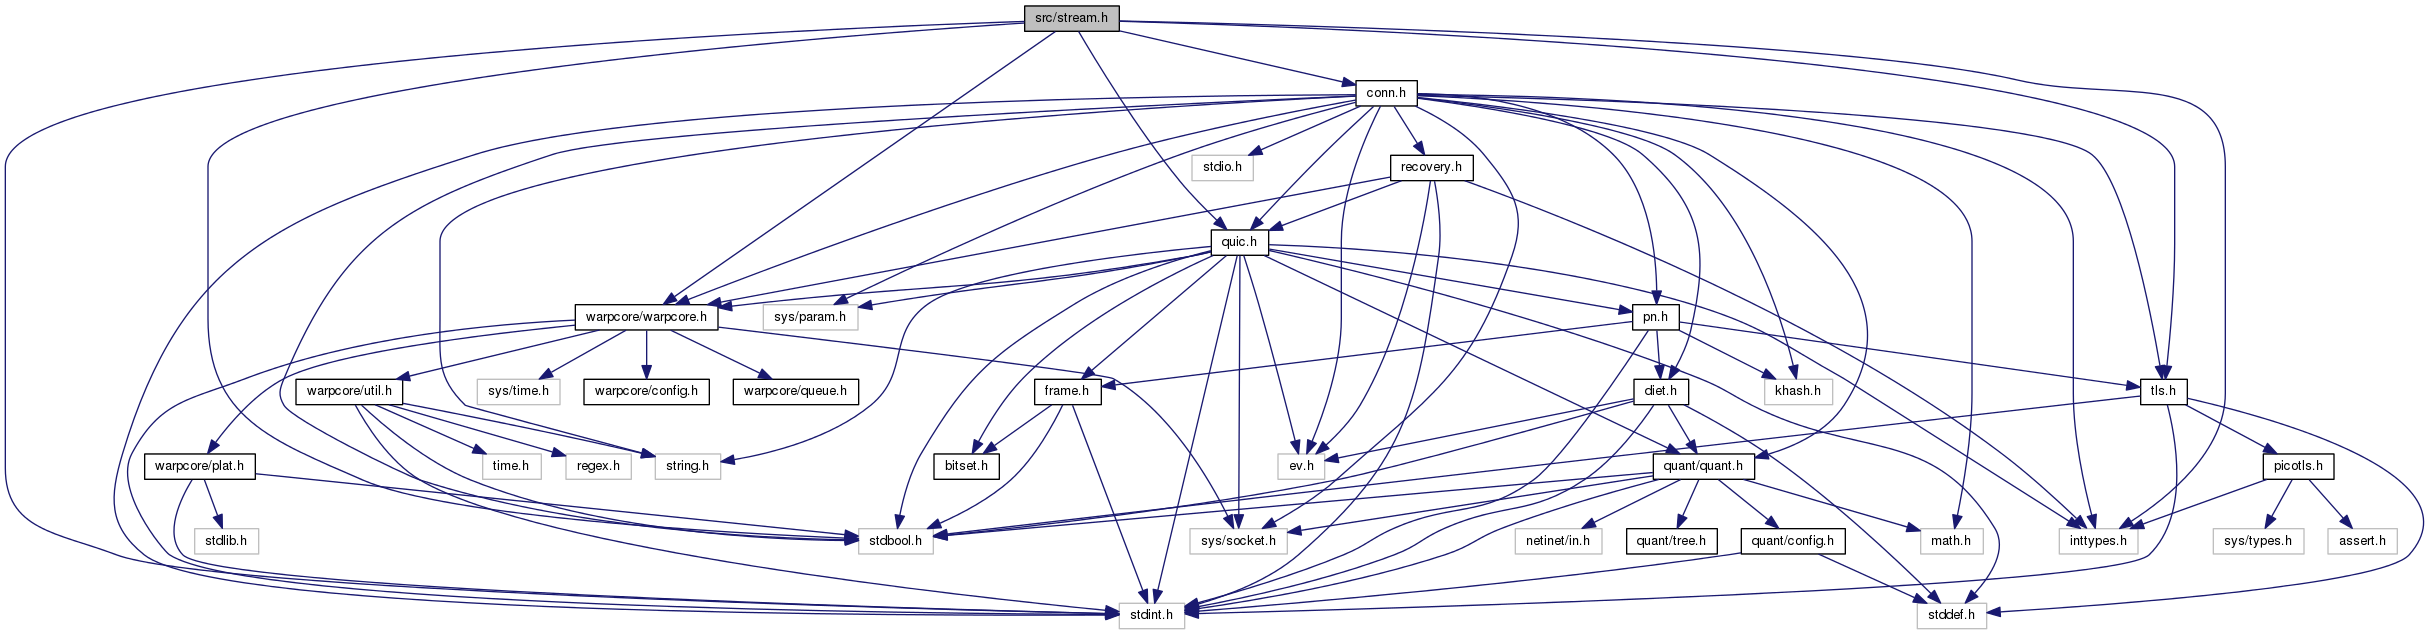 src/stream.h
conn.h
stdio.h
recovery.h
quic.h
warpcore/warpcore.h
sys/param.h
pn.h
warpcore/util.h
sys/time.h
warpcore/config.h
warpcore/queue.h
frame.h
diet.h
khash.h
tls.h
warpcore/plat.h
time.h
regex.h
string.h
bitset.h
ev.h
quant/quant.h
picotls.h
stdlib.h
stdbool.h
sys/socket.h
netinet/in.h
quant/tree.h
quant/config.h
math.h
inttypes.h
sys/types.h
assert.h
stdint.h
stddef.h